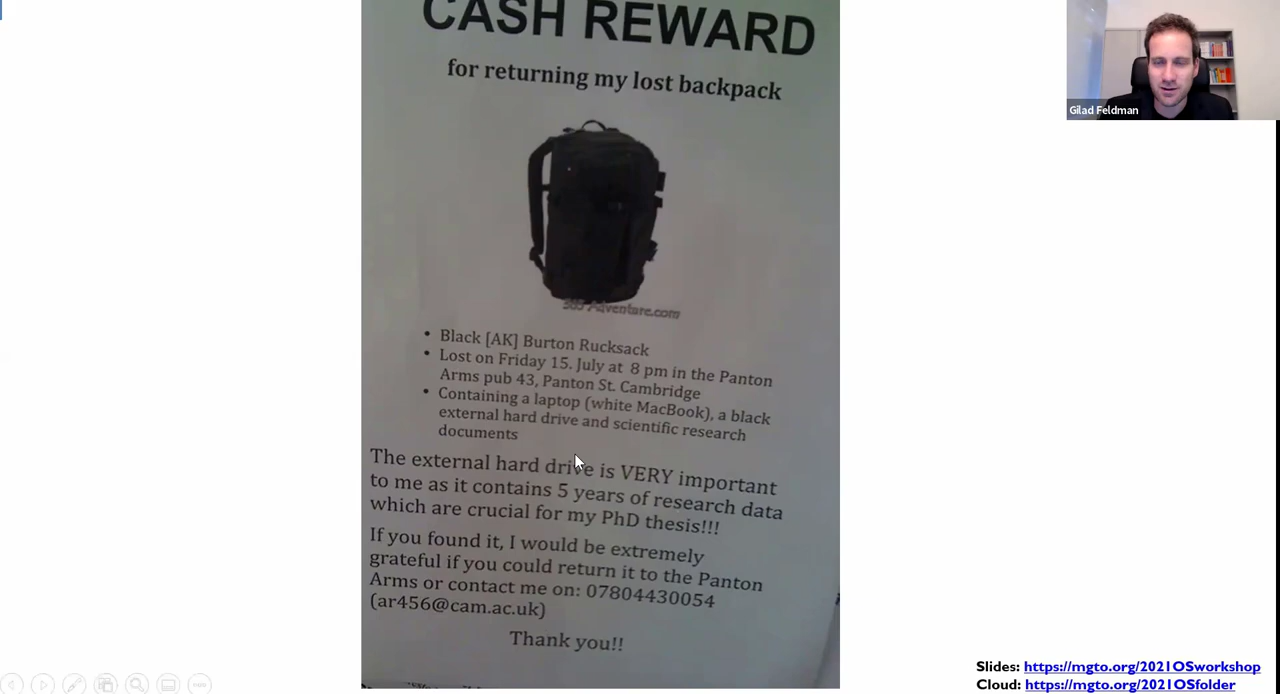 CASH REWARD
for returning my lost backpack
365 Adventure.com
• Black [AK] Burton Rucksack
• Lost on Friday 15. July at 8 pm in the Panton
Arms pub 43, Panton St. Cambridge
• Containing a laptop (white MacBook), a black
external hard drive and scientific research
documents
The external hard drive is VERY important
to me as it contains 5 years of research data
which are crucial for my PhD thesis!!!
If you found it, I would be extremely
grateful if you could return it to the Panton
Arms or contact me on: 07804430054
(ar456@cam.ac.uk)
Thank you!!
Gilad Feldman
Slides: https://mgto.org/2021OSworkshop
Cloud: https://mgto.org/2021OSfolder